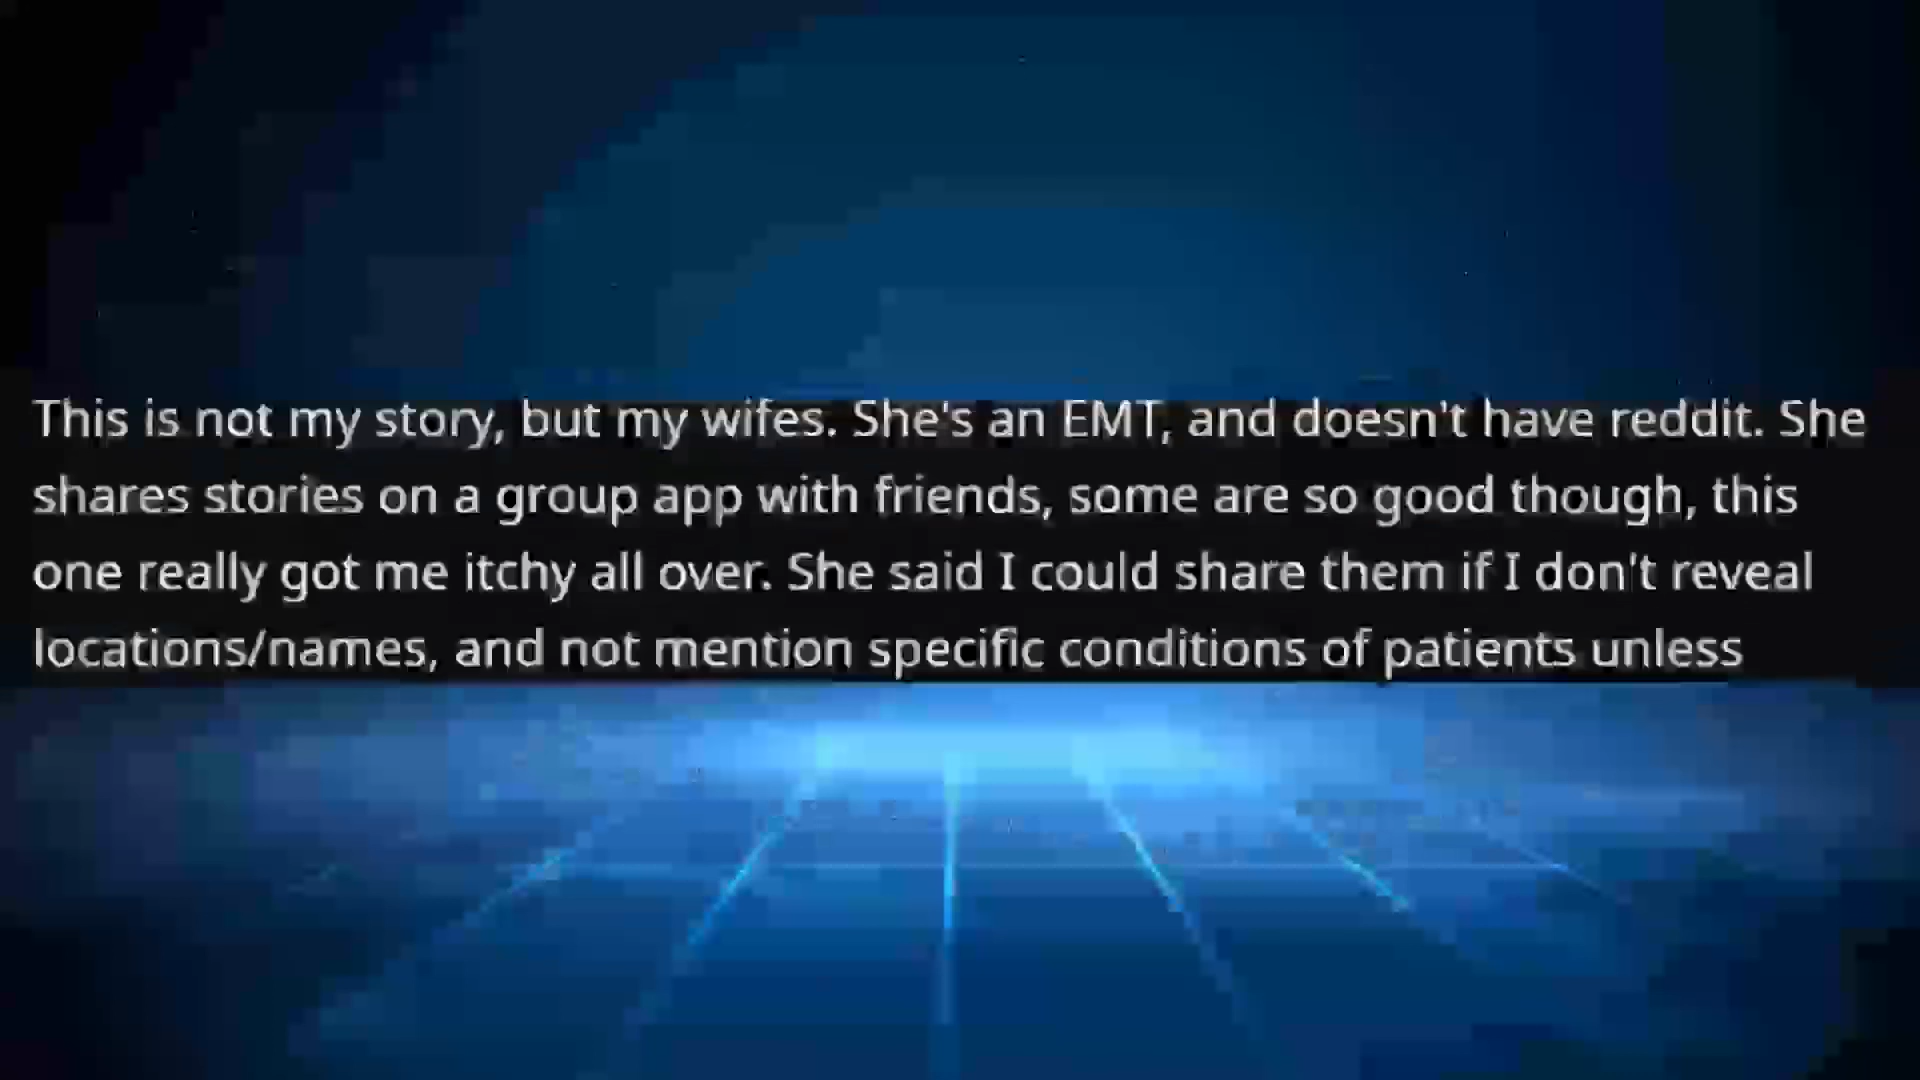 This is not my story, but my wifes. She's an EMT, and doesn't have reddit. She
shares stories on a group app with friends, some are so good though, this
one really got me itchy all over. She said I could share them if I don't reveal
locations/names, and not mention specific conditions of patients unless